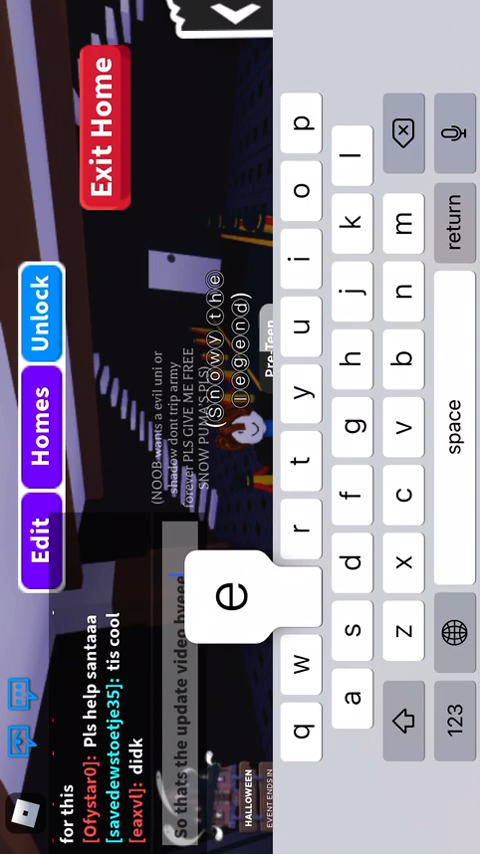 Edit
Homes
Unlock
Exit Home
for this
[Ofystar0]: Pls help santaaa
[savedewstoetje35]: tis cool
[eaxvl]: didk
So thats the update video byeee
(NOOB wants a evil uni or
shadow dont trip army
forever PLS GIVE ME FREE
SNOW PUMAS PLS)
(Snowy the
legend)
Pre-Teen
HALLOWEEN
EVENT ENDS IN
e
q w r t y u i o p
a s d f g h j k l
z x c v b n m
123
space
return